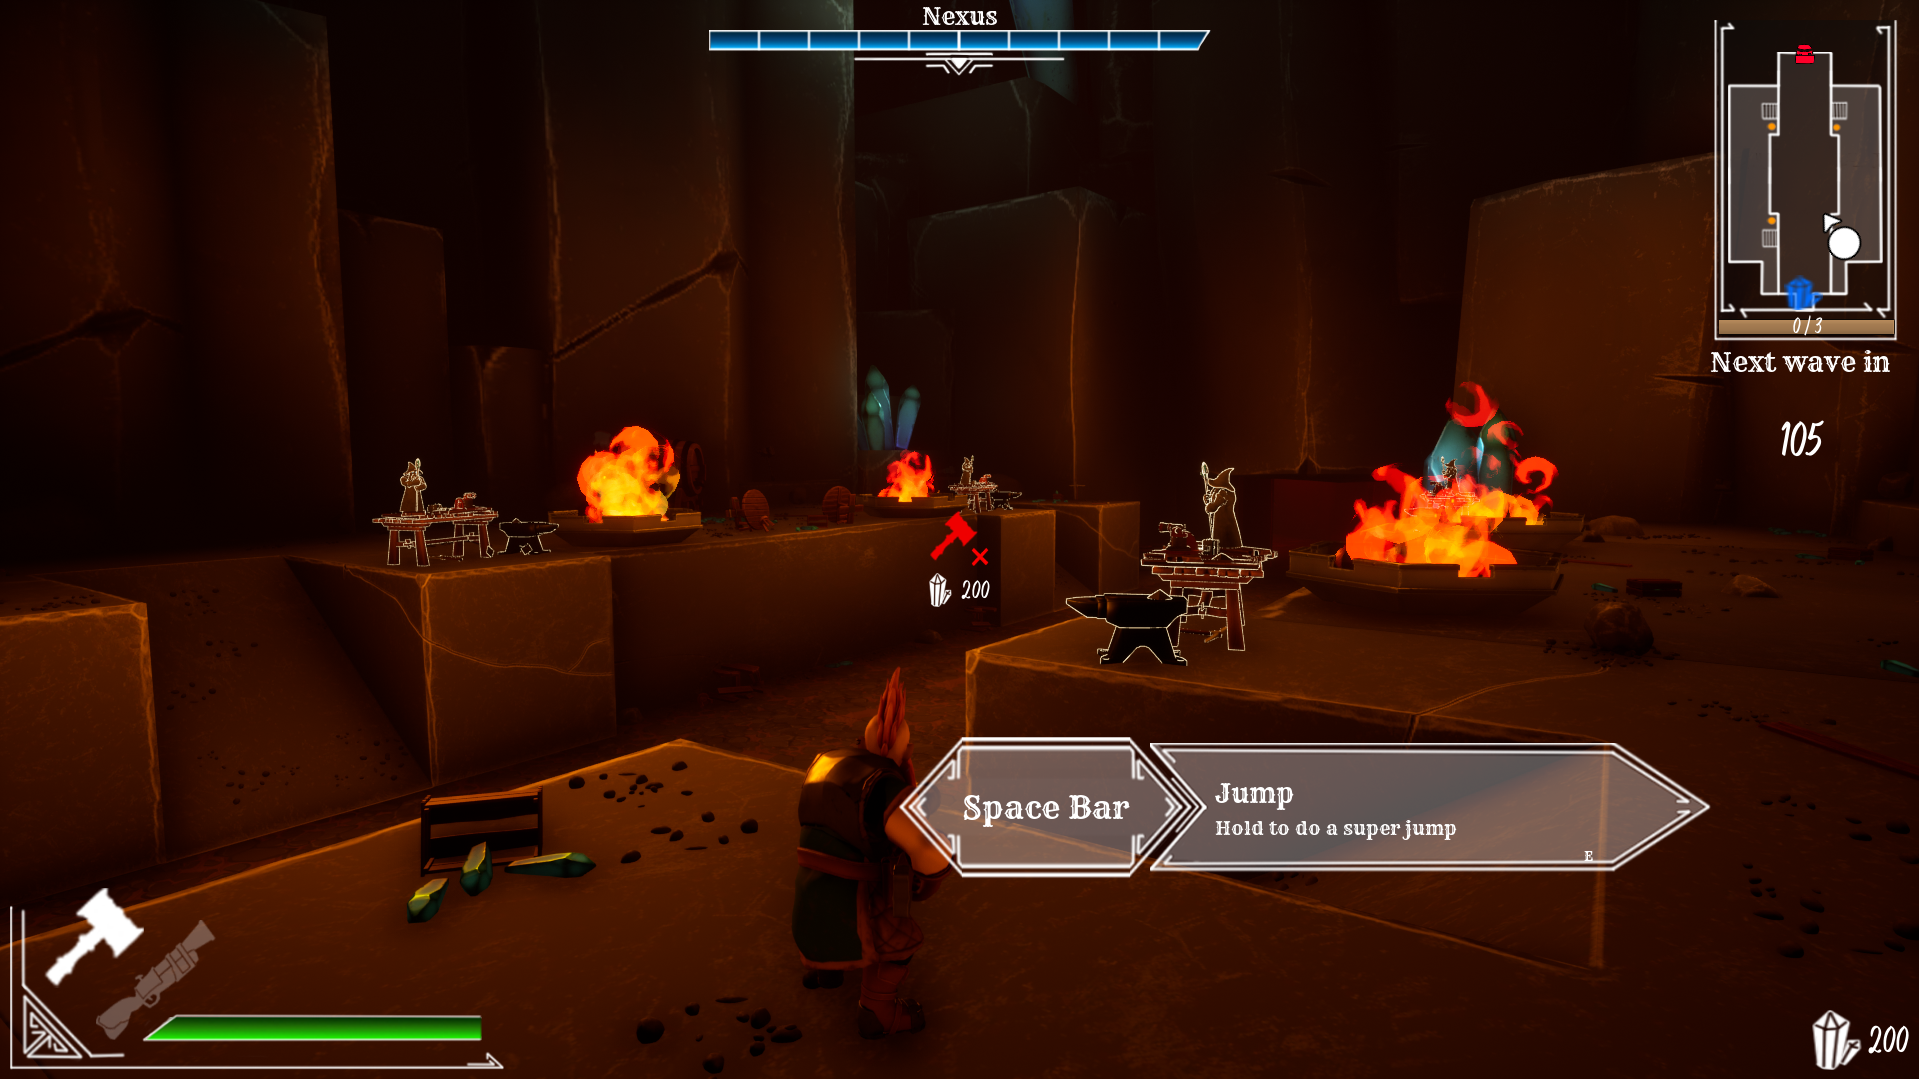 Nexus
0/3
Next wave in
105
200
Space Bar
Jump
Hold to do a super jump
E
200